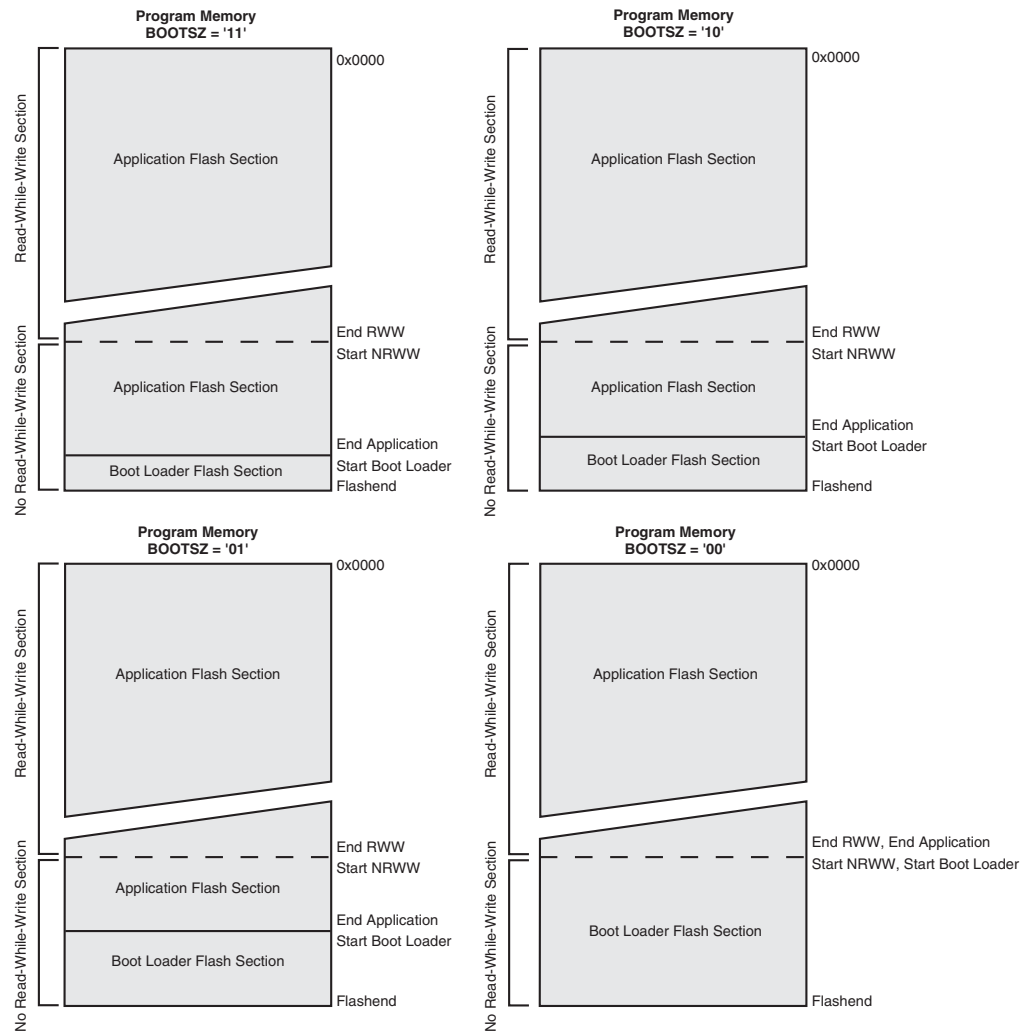 Program Memory
BOOTSZ = '11'
0x0000
Read-While-Write Section
Application Flash Section
End RWW
Start NRWW
No Read-While-Write Section
Application Flash Section
End Application
Start Boot Loader
Boot Loader Flash Section
Flashend
Program Memory
BOOTSZ = '10'
0x0000
Read-While-Write Section
Application Flash Section
End RWW
Start NRWW
No Read-While-Write Section
Application Flash Section
End Application
Start Boot Loader
Boot Loader Flash Section
Flashend
Program Memory
BOOTSZ = '01'
0x0000
Read-While-Write Section
Application Flash Section
End RWW
Start NRWW
No Read-While-Write Section
Application Flash Section
End Application
Start Boot Loader
Boot Loader Flash Section
Flashend
Program Memory
BOOTSZ = '00'
0x0000
Read-While-Write Section
Application Flash Section
End RWW, End Application
Start NRWW, Start Boot Loader
No Read-While-Write Section
Boot Loader Flash Section
Flashend